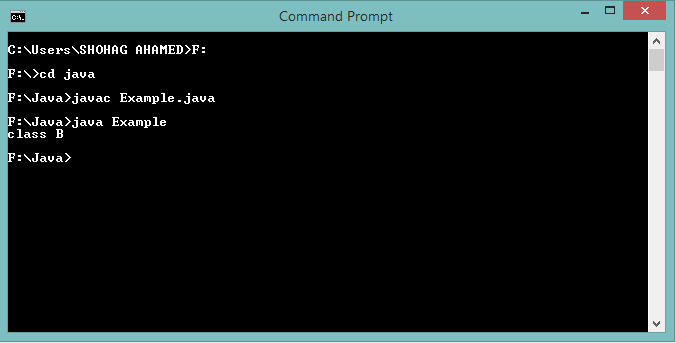 Command Prompt
C:\Users\SHOHAG AHAMED>F:
F:\>cd java
F:\Java>javac Example.java
F:\Java>java Example
class B
F:\Java>